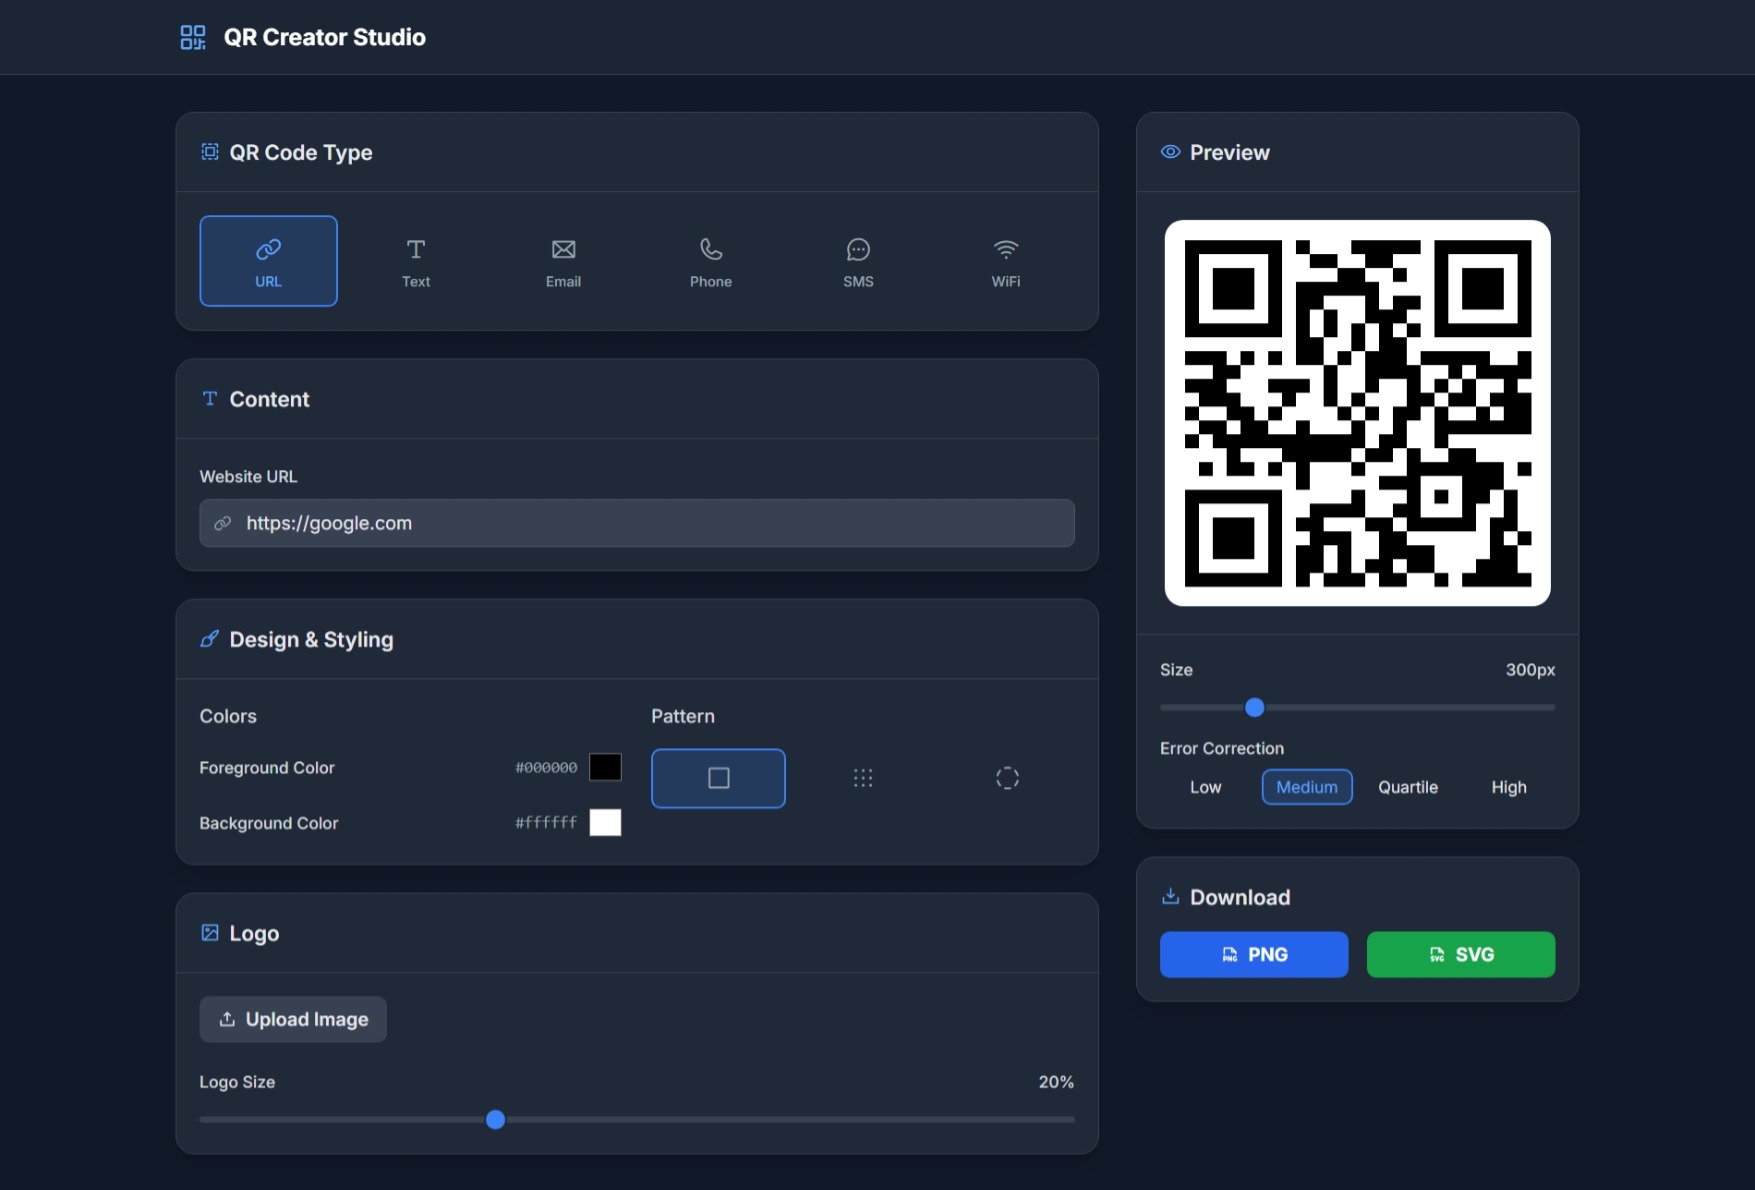 QR Creator Studio
QR Code Type
URL
Text
Email
Phone
SMS
WiFi
Content
Website URL
https://google.com
Design & Styling
Colors
Pattern
Foreground Color
#000000
Background Color
#ffffff
Logo
Upload Image
Logo Size
20%
Preview
Size
300px
Error Correction
Low
Medium
Quartile
High
Download
PNG
PNG
SVG
SVG